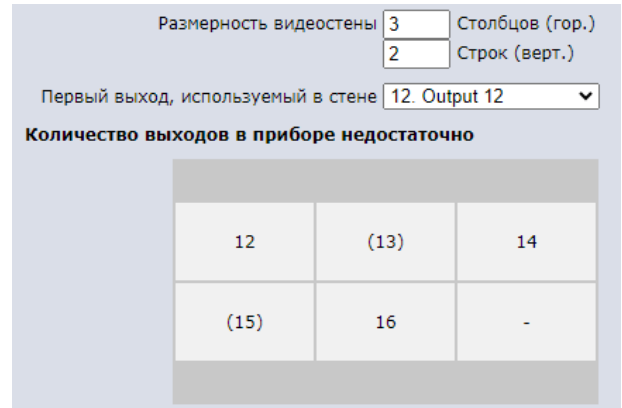 Размерность видеостены 3 Столбцов (гор.)
2 Строк (верт.)
Первый выход, используемый в стене 12. Output 12
Количество выходов в приборе недостаточно
12 (13) 14
(15) 16 -